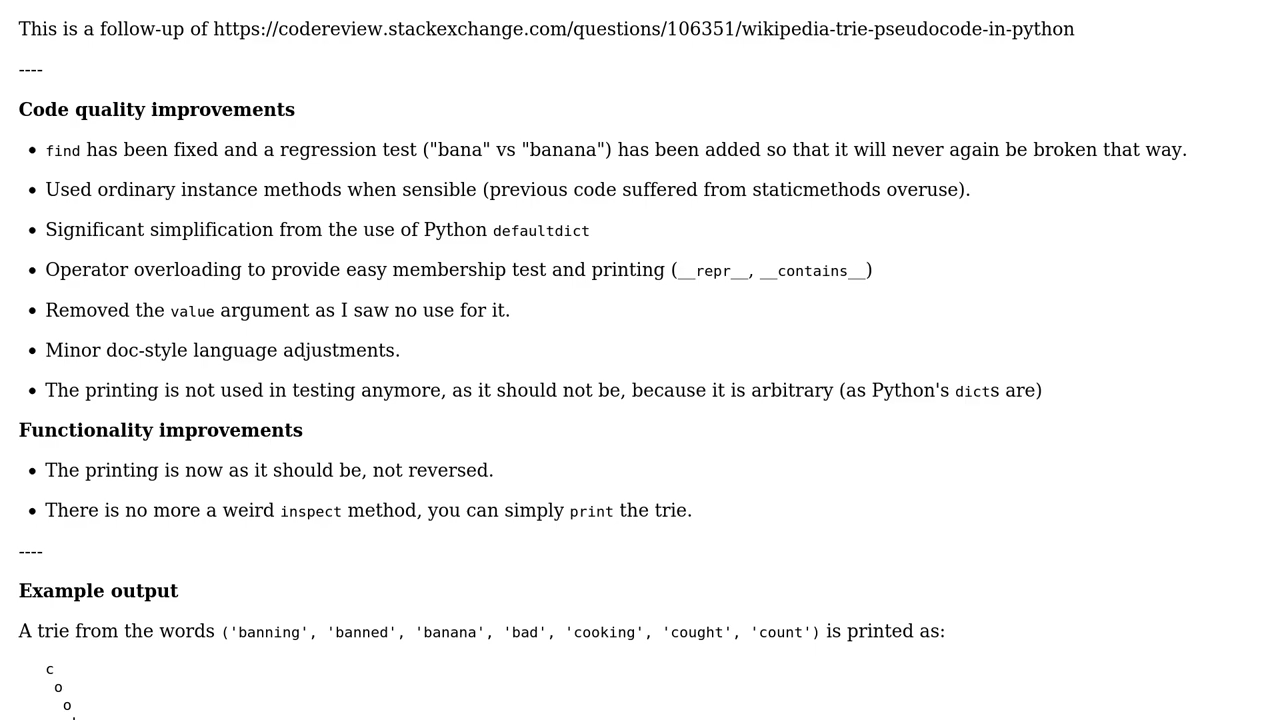 This is a follow-up of https://codereview.stackexchange.com/questions/106351/wikipedia-trie-pseudocode-in-python
----
Code quality improvements
• find has been fixed and a regression test ("bana" vs "banana") has been added so that it will never again be broken that way.
• Used ordinary instance methods when sensible (previous code suffered from staticmethods overuse).
• Significant simplification from the use of Python defaultdict
• Operator overloading to provide easy membership test and printing (__repr__, __contains__)
• Removed the value argument as I saw no use for it.
• Minor doc-style language adjustments.
• The printing is not used in testing anymore, as it should not be, because it is arbitrary (as Python's dicts are)
Functionality improvements
• The printing is now as it should be, not reversed.
• There is no more a weird inspect method, you can simply print the trie.
----
Example output
A trie from the words ('banning', 'banned', 'banana', 'bad', 'cooking', 'cought', 'count') is printed as:
c
o
o